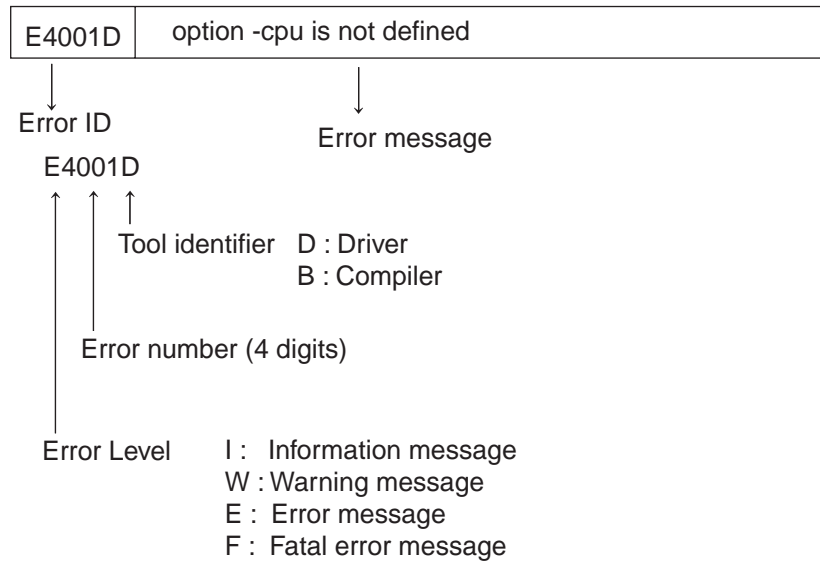 E4001D option -cpu is not defined
Error ID
Error message
E4001D
Tool identifier D : Driver
B : Compiler
Error number (4 digits)
Error Level I : Information message
W : Warning message
E : Error message
F : Fatal error message